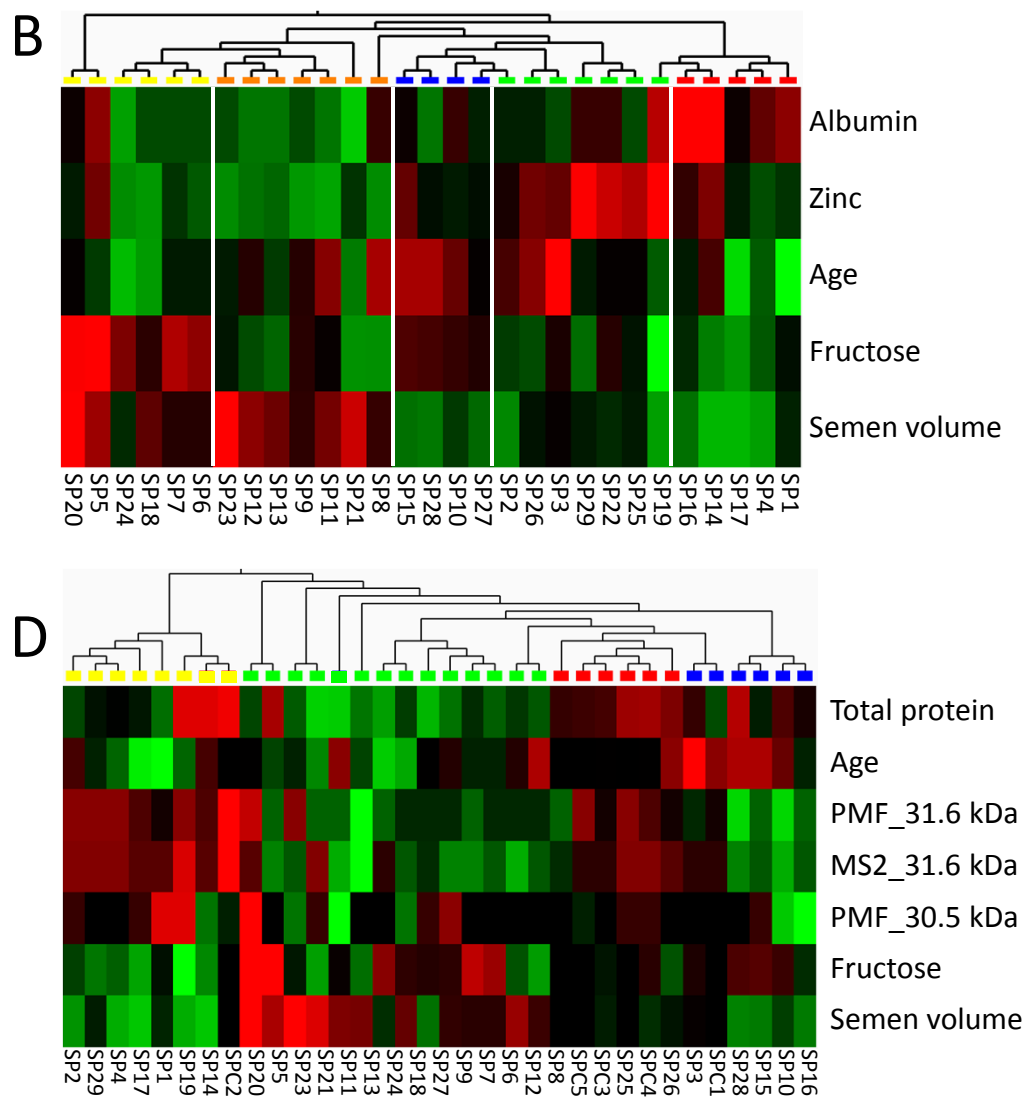 B
Albumin
Zinc
Age
Fructose
Semen volume
SP20 SP5 SP24 SP18 SP7 SP6 SP23 SP12 SP13 SP9 SP11 SP21 SP8 SP15 SP28 SP10 SP27 SP2 SP26 SP3 SP29 SP22 SP25 SP19 SP16 SP14 SP17 SP4 SP1
D
Total protein
Age
PMF_31.6 kDa
MS2_31.6 kDa
PMF_30.5 kDa
Fructose
Semen volume
SP2 SP29 SP4 SP17 SP1 SP19 SP14 SPC2 SP20 SP5 SP23 SP21 SP11 SP13 SP24 SP18 SP27 SP9 SP7 SP6 SP12 SP8 SPC5 SPC3 SP25 SPC4 SP26 SP3 SPC1 SP28 SP15 SP10 SP16